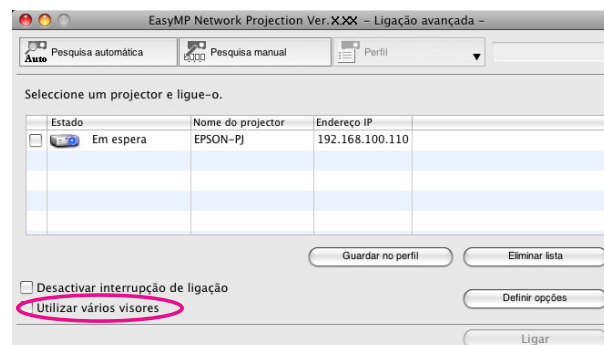 EasyMP Network Projection Ver.X.XX – Ligação avançada –
Auto Pesquisa automática
Pesquisa manual
Perfil
Seleccione um projector e ligue-o.
Estado Nome do projector Endereço IP
Em espera EPSON-PJ 192.168.100.110
Guardar no perfil Eliminar lista
Desactivar interrupção de ligação
Definir opções
Utilizar vários visores
Ligar